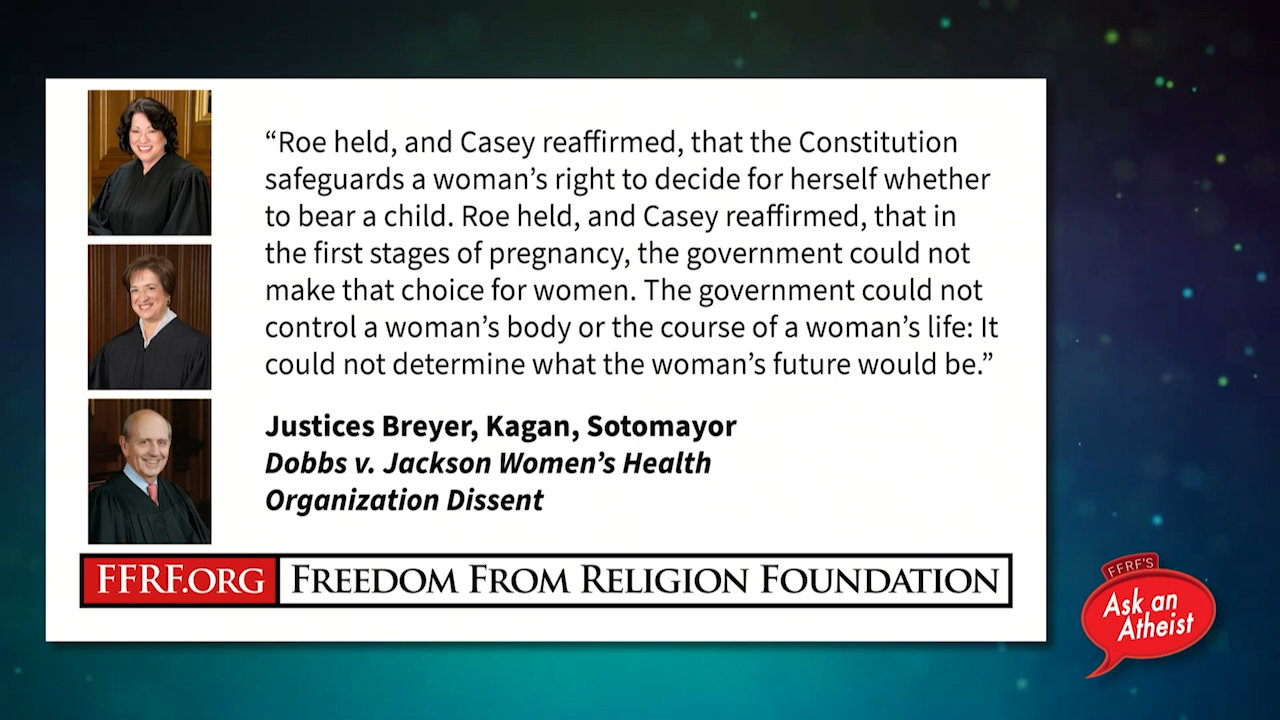 “Roe held, and Casey reaffirmed, that the Constitution
safeguards a woman’s right to decide for herself whether
to bear a child. Roe held, and Casey reaffirmed, that in
the first stages of pregnancy, the government could not
make that choice for women. The government could not
control a woman’s body or the course of a woman’s life: It
could not determine what the woman’s future would be.”
Justices Breyer, Kagan, Sotomayor
Dobbs v. Jackson Women’s Health
Organization Dissent
FFRF.ORG FREEDOM FROM RELIGION FOUNDATION
FFRF'S
Ask an
Atheist